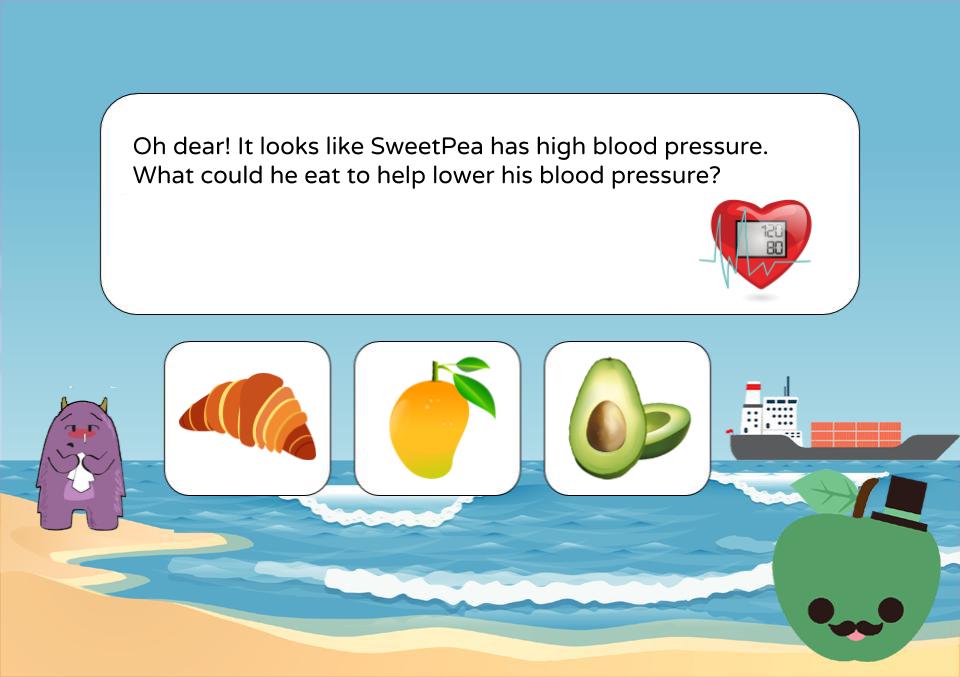 Oh dear! It looks like SweetPea has high blood pressure.
What could he eat to help lower his blood pressure?
120
80